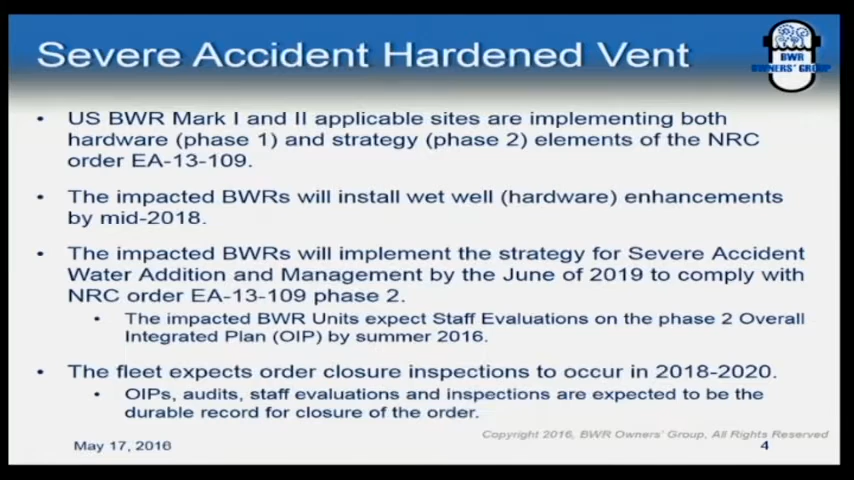 Severe Accident Hardened Vent
BWR
OWNERS' GROUP
• US BWR Mark I and II applicable sites are implementing both
hardware (phase 1) and strategy (phase 2) elements of the NRC
order EA-13-109.
• The impacted BWRs will install wet well (hardware) enhancements
by mid-2018.
• The impacted BWRs will implement the strategy for Severe Accident
Water Addition and Management by the June of 2019 to comply with
NRC order EA-13-109 phase 2.
• The impacted BWR Units expect Staff Evaluations on the phase 2 Overall
Integrated Plan (OIP) by summer 2016.
• The fleet expects order closure inspections to occur in 2018-2020.
• OIPs, audits, staff evaluations and inspections are expected to be the
durable record for closure of the order.
Copyright 2016, BWR Owners' Group, All Rights Reserved
May 17, 2016
4